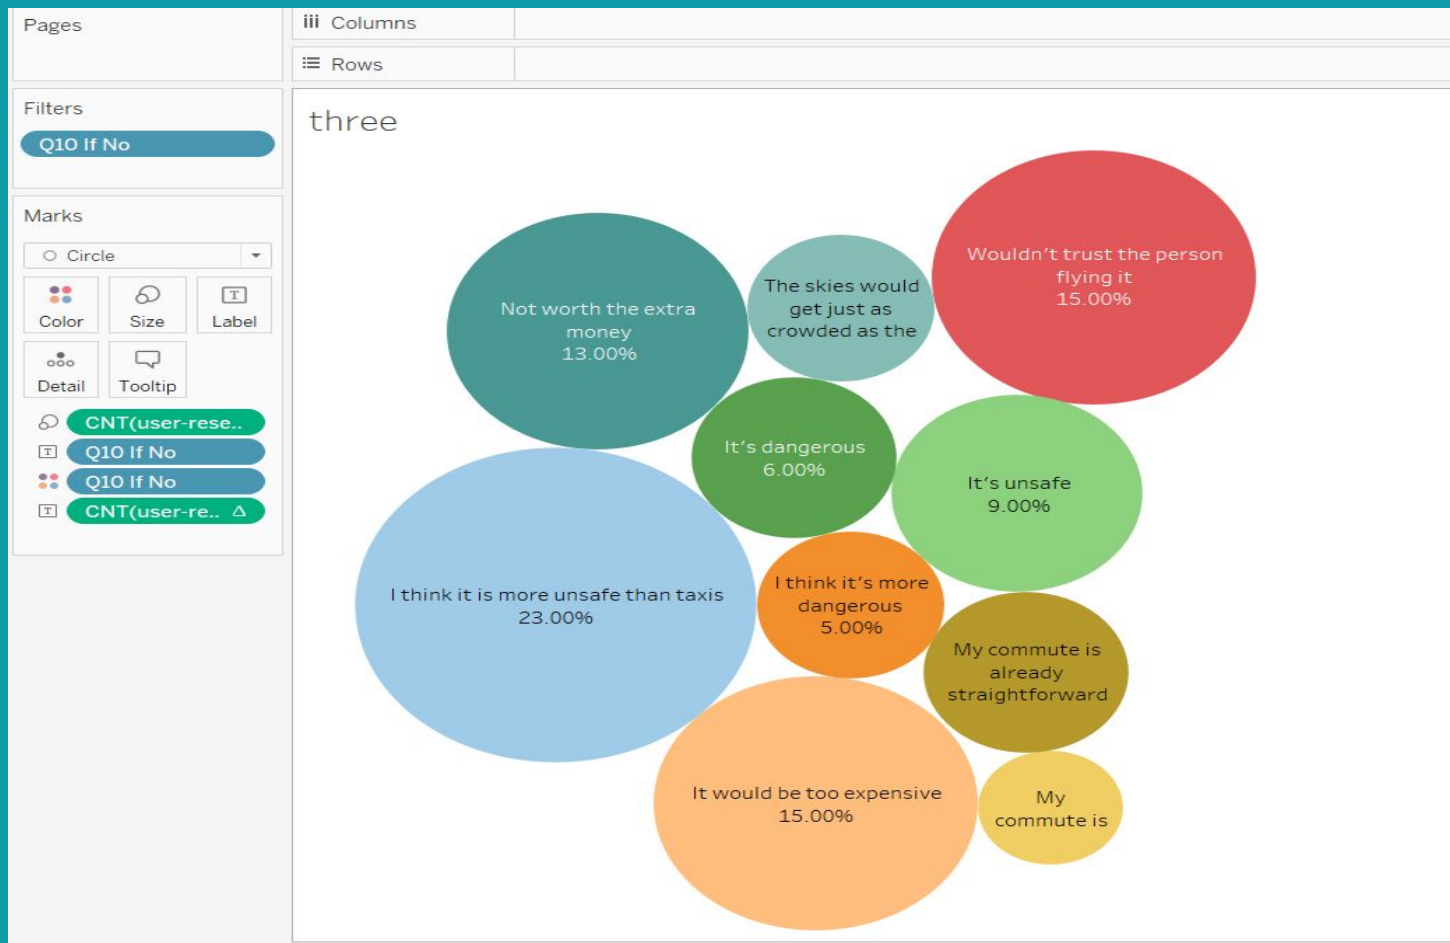 Pages
Columns
Rows
Filters
Q10 If No
Marks
Circle
Color
Size
Label
Detail
Tooltip
CNT(user-rese..
Q10 If No
Q10 If No
CNT(user-re.. Δ
three
Wouldn't trust the person
flying it
15.00%
The skies would
get just as
crowded as the
Not worth the extra
money
13.00%
It's dangerous
6.00%
It's unsafe
9.00%
I think it is more unsafe than taxis
23.00%
I think it's more
dangerous
5.00%
My commute is
already
straightforward
It would be too expensive
15.00%
My
commute is